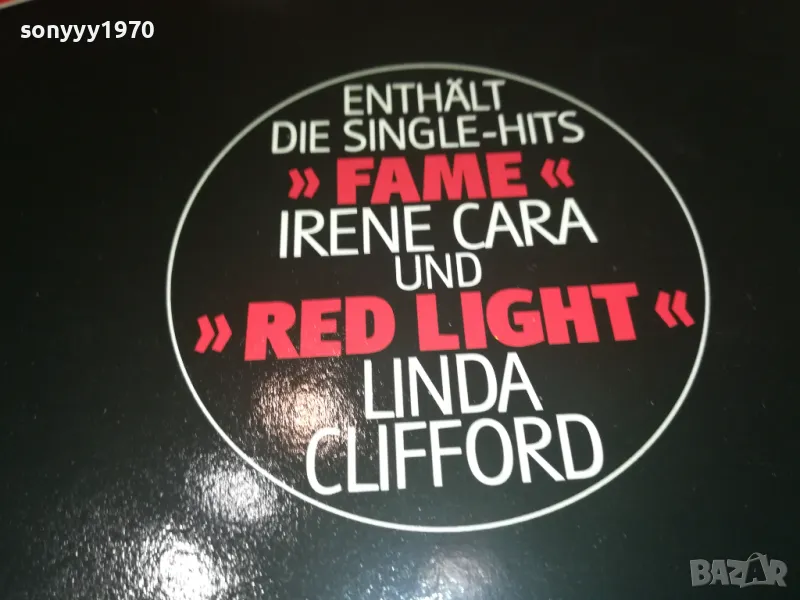 sonyyy1970
ENTHÄLT
DIE SINGLE-HITS
»FAME«
IRENE CARA
UND
»RED LIGHT«
LINDA
CLIFFORD
BAZAR